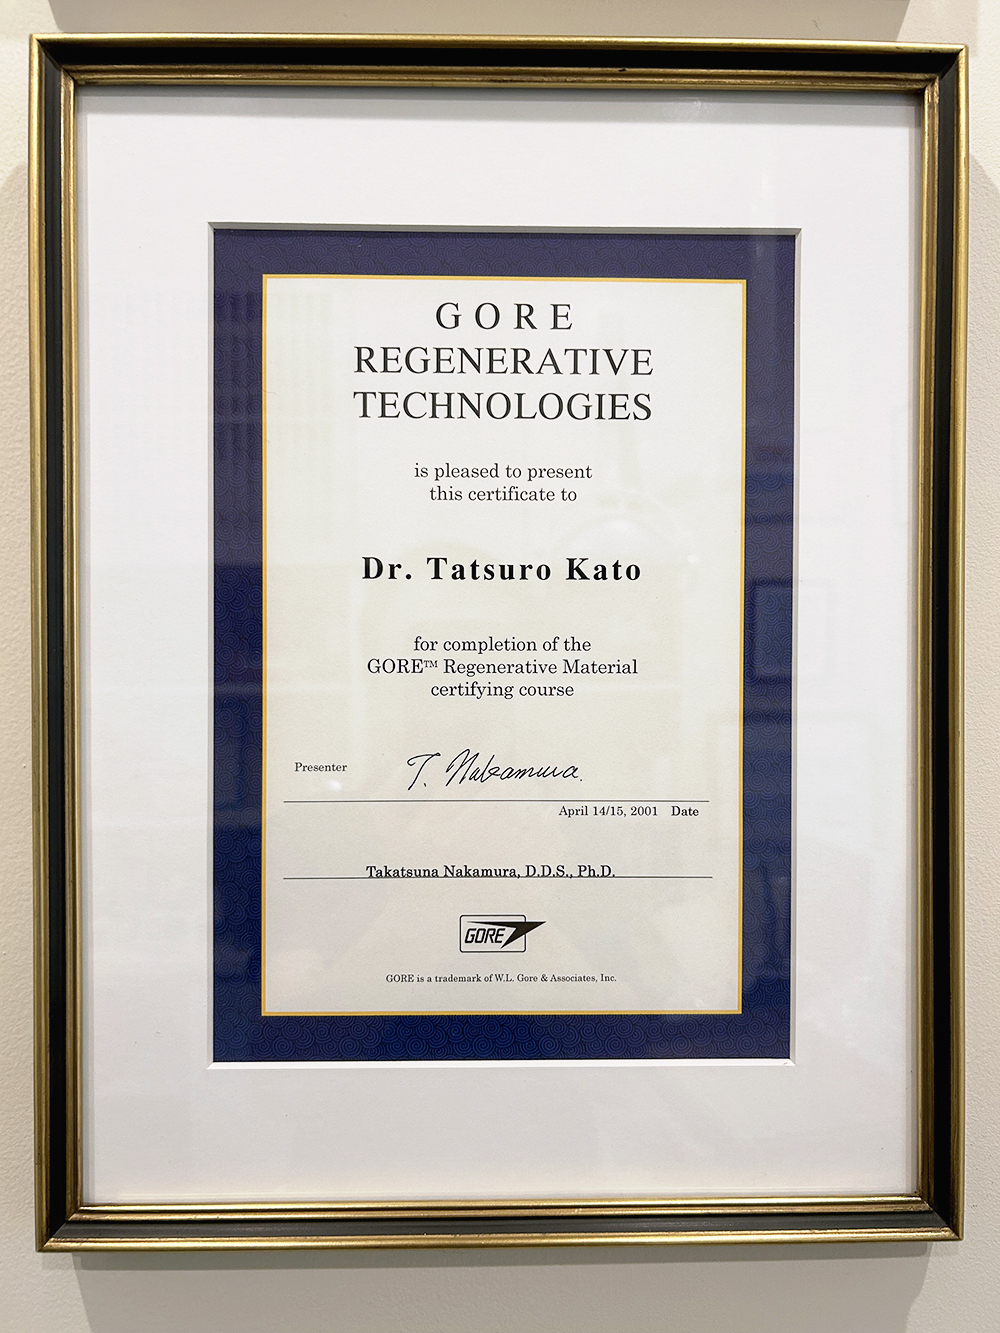 GORE
REGENERATIVE
TECHNOLOGIES
is pleased to present
this certificate to
Dr. Tatsuro Kato
for completion of the
GORE™ Regenerative Material
certifying course
Presenter T. Nakamura
April 14/15, 2001 Date
Takatsuna Nakamura, D.D.S., Ph.D.
GORE
GORE is a trademark of W.L. Gore & Associates, Inc.